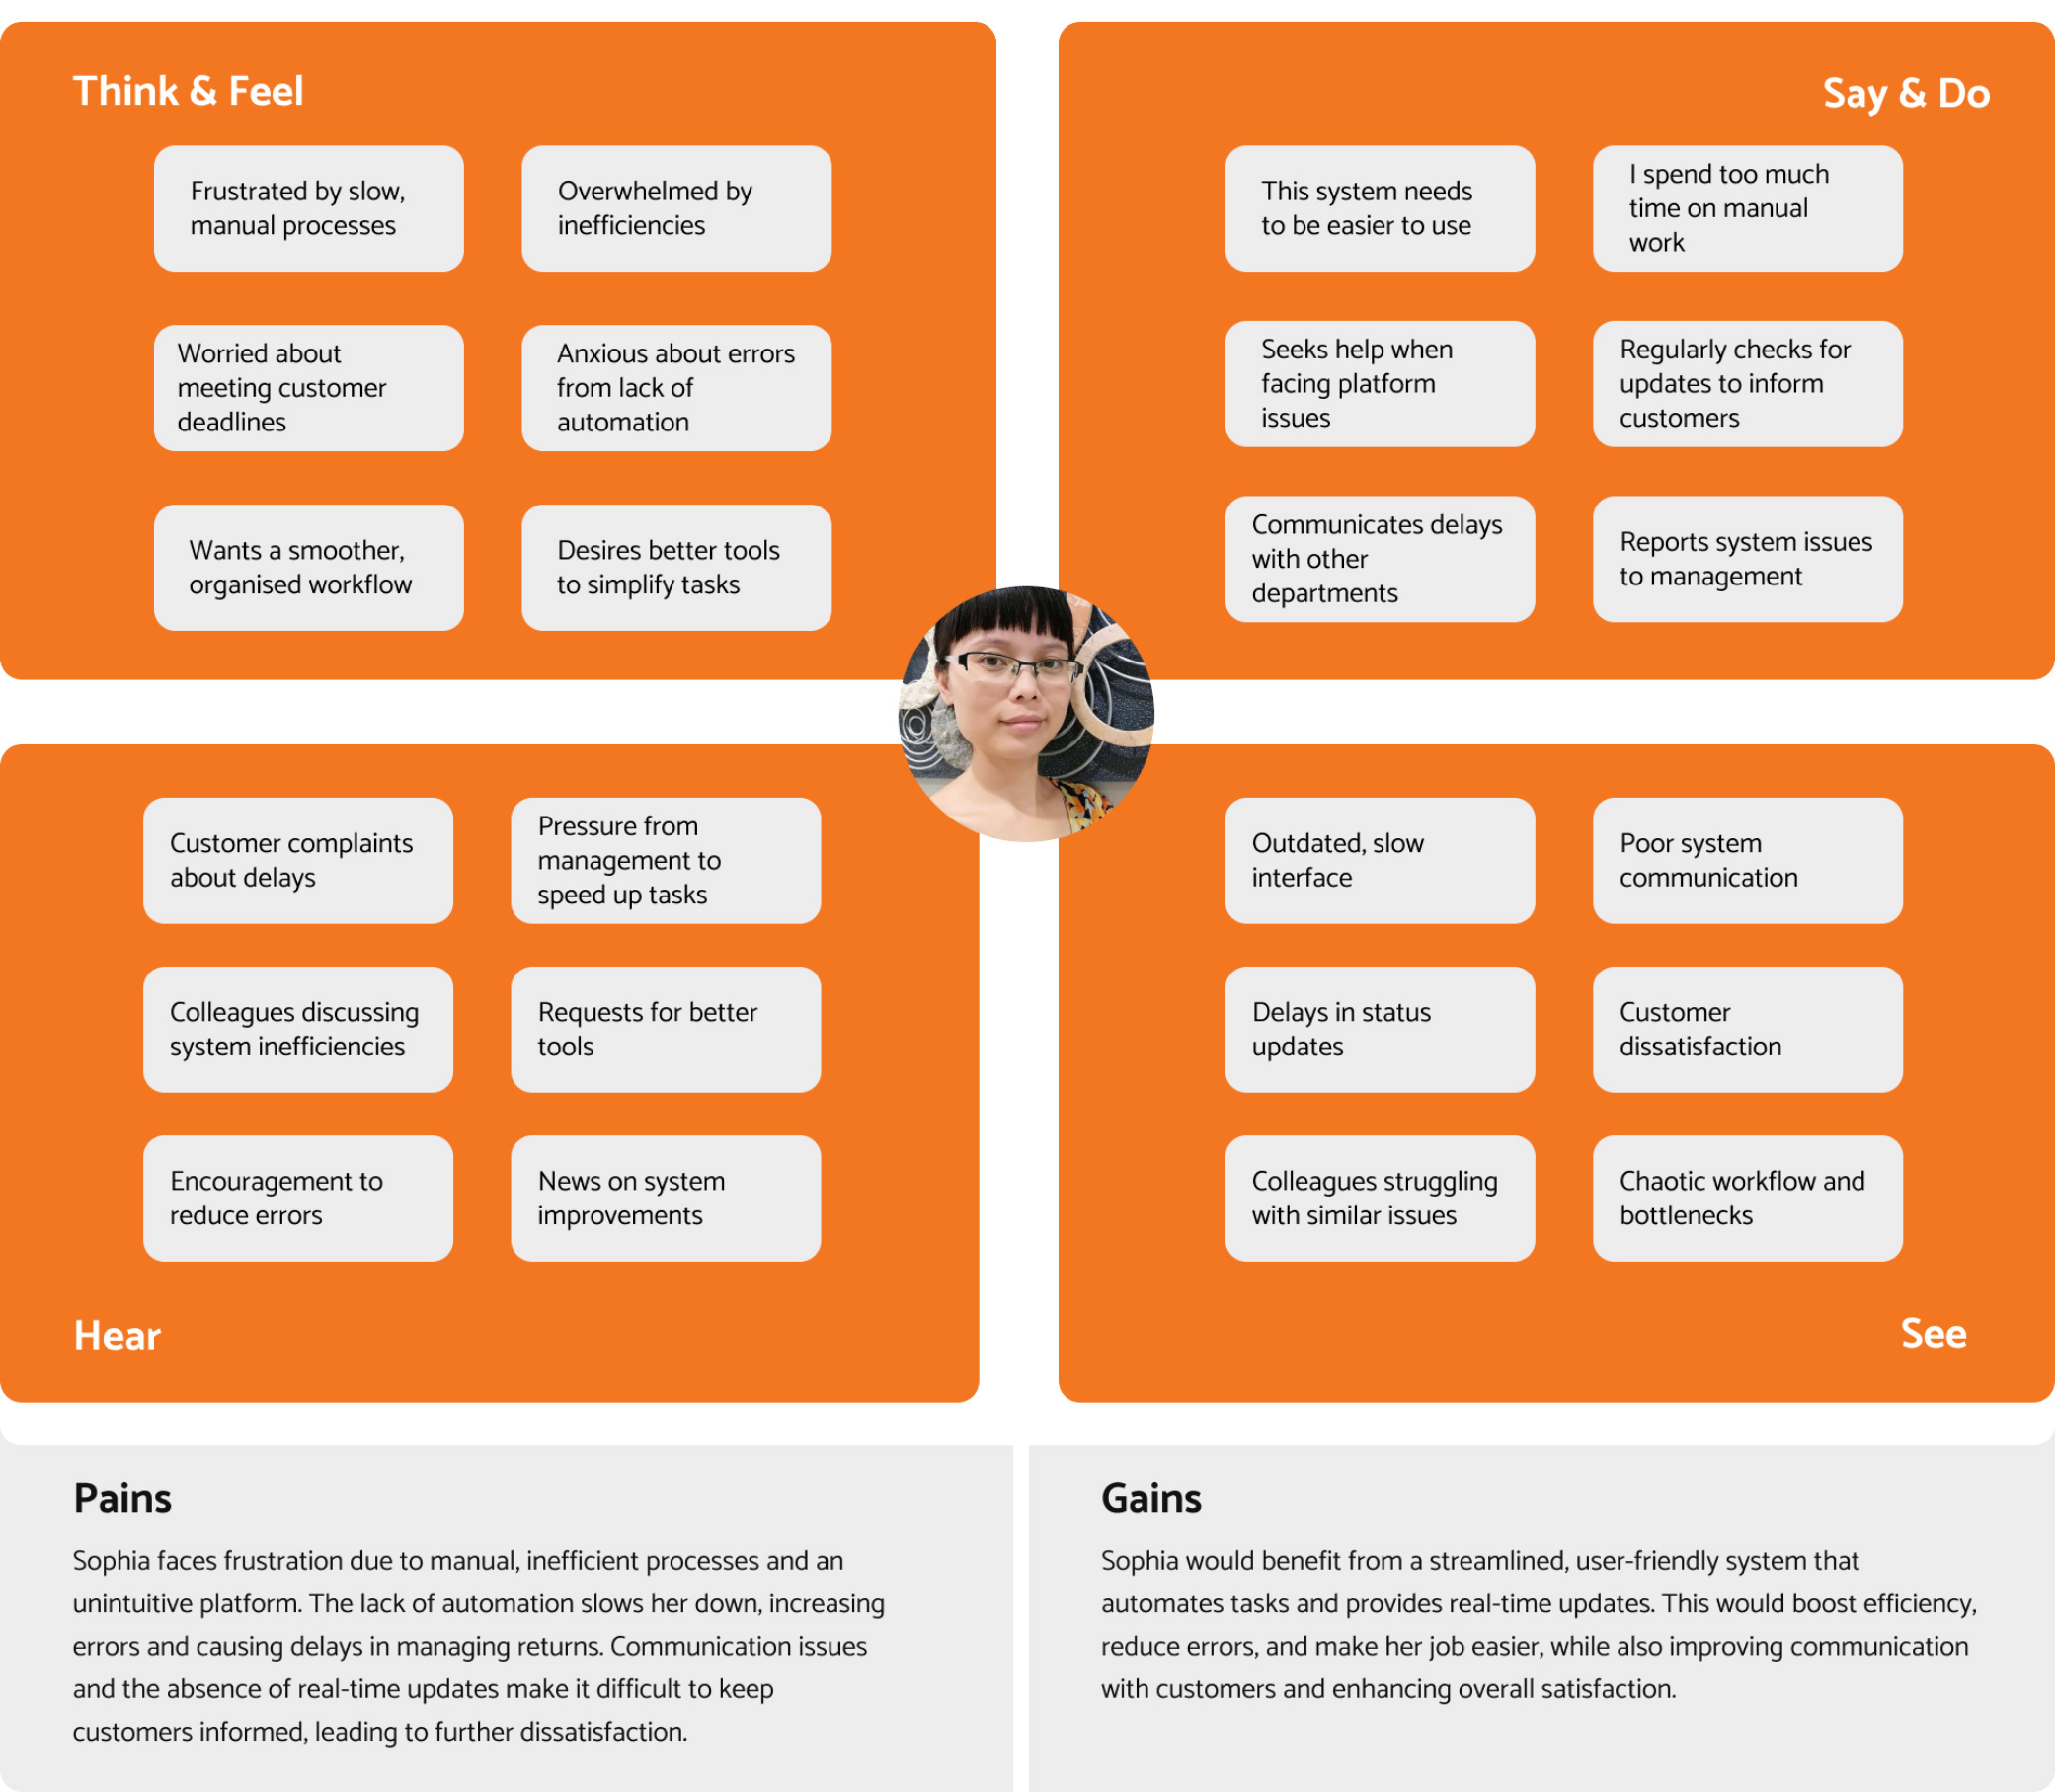 Think & Feel
Frustrated by slow,
manual processes
Overwhelmed by
inefficiencies
Worried about
meeting customer
deadlines
Anxious about errors
from lack of
automation
Wants a smoother,
organised workflow
Desires better tools
to simplify tasks
Say & Do
This system needs
to be easier to use
I spend too much
time on manual
work
Seeks help when
facing platform
issues
Regularly checks for
updates to inform
customers
Communicates delays
with other
departments
Reports system issues
to management
Customer complaints
about delays
Pressure from
management to
speed up tasks
Colleagues discussing
system inefficiencies
Requests for better
tools
Encouragement to
reduce errors
News on system
improvements
Hear
Outdated, slow
interface
Poor system
communication
Delays in status
updates
Customer
dissatisfaction
Colleagues struggling
with similar issues
Chaotic workflow and
bottlenecks
See
Pains
Sophia faces frustration due to manual, inefficient processes and an
unintuitive platform. The lack of automation slows her down, increasing
errors and causing delays in managing returns. Communication issues
and the absence of real-time updates make it difficult to keep
customers informed, leading to further dissatisfaction.
Gains
Sophia would benefit from a streamlined, user-friendly system that
automates tasks and provides real-time updates. This would boost efficiency,
reduce errors, and make her job easier, while also improving communication
with customers and enhancing overall satisfaction.